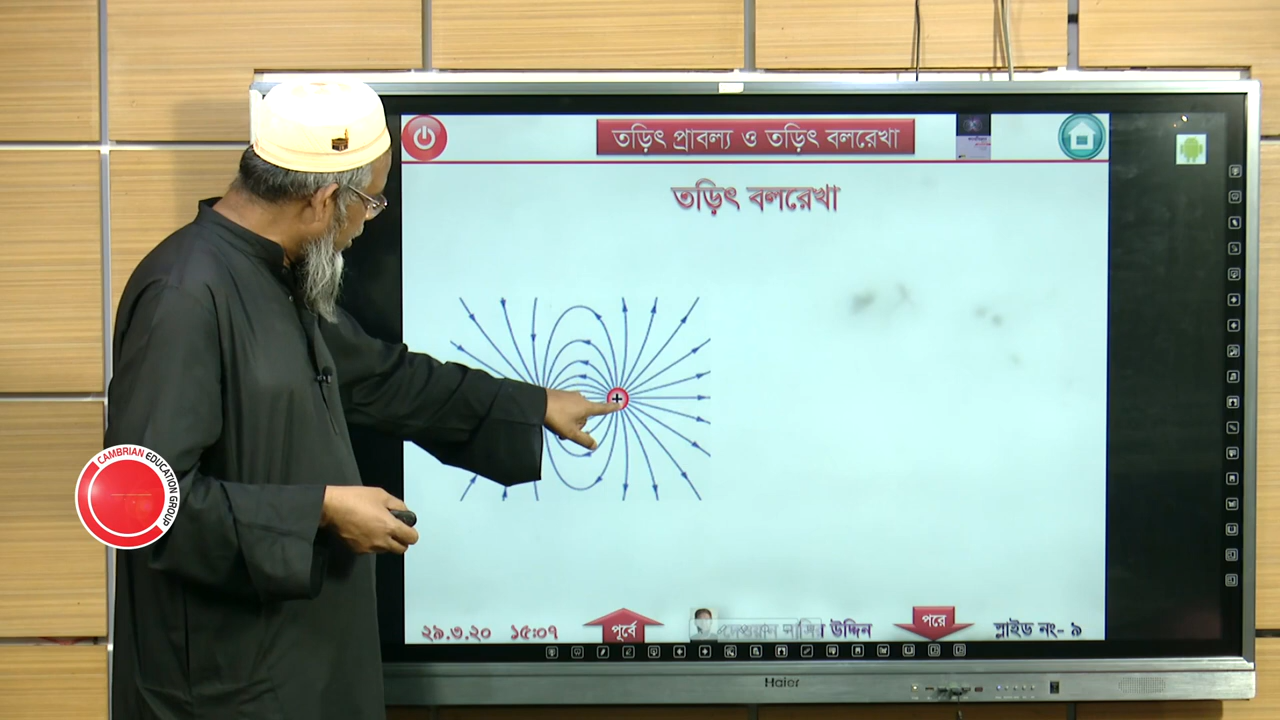 তড়িৎ প্রাবল্য ও তড়িৎ বলরেখা
তড়িৎ বলরেখা
+
CAMBRIAN EDUCATION GROUP
২৯.৩.২০ ১৫:০৭
পূর্বে
উদ্দিন
পরে
স্লাইড নং- ৯
Haier